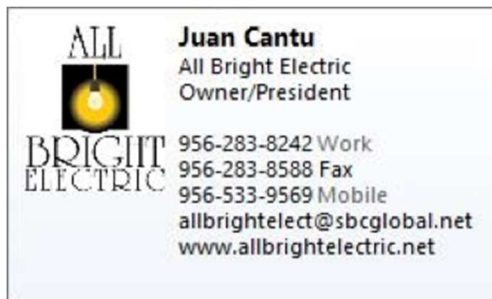 ALL
BRIGHT
ELECTRIC
Juan Cantu
All Bright Electric
Owner/President
956-283-8242 Work
956-283-8588 Fax
956-533-9569 Mobile
allbrightelect@sbcglobal.net
www.allbrightelectric.net